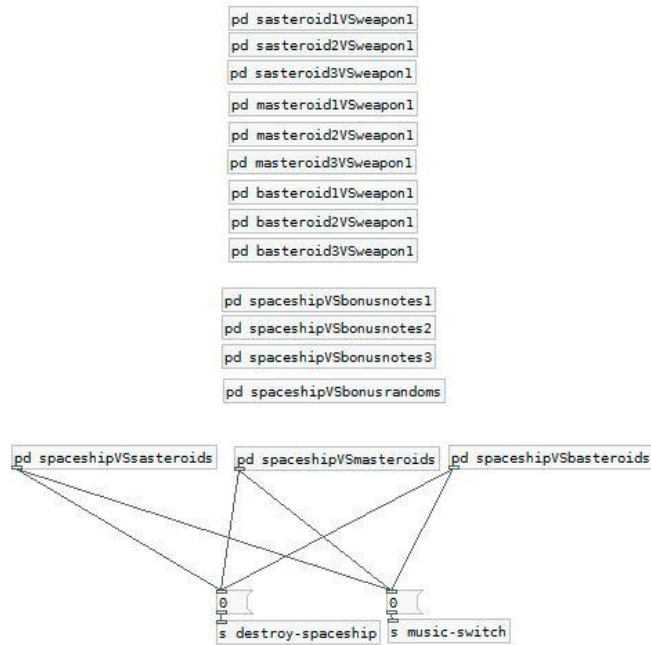 pd sasteroid1VSweapon1
pd sasteroid2VSweapon1
pd sasteroid3VSweapon1
pd masteroid1VSweapon1
pd masteroid2VSweapon1
pd masteroid3VSweapon1
pd basteroid1VSweapon1
pd basteroid2VSweapon1
pd basteroid3VSweapon1
pd spaceshipVSbonusnotes1
pd spaceshipVSbonusnotes2
pd spaceshipVSbonusnotes3
pd spaceshipVSbonusrandoms
pd spaceshipVSsasteroids
pd spaceshipVSmasteroids
pd spaceshipVSbasteroids
0
0
s destroy-spaceship
s music-switch